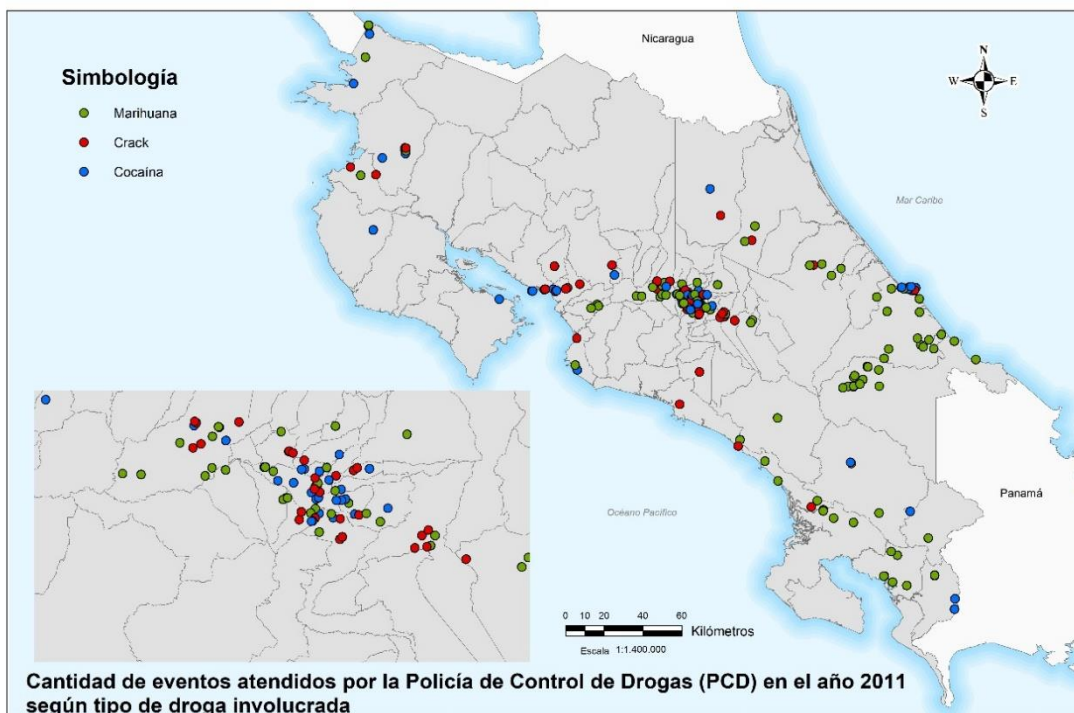 Nicaragua
N
W E
S
Simbología
Marihuana
Crack
Cocaína
Mar Caribe
Panamá
Océano Pacífico
0 10 20 40 60
Kilómetros
Escala 1:1.400.000
Cantidad de eventos atendidos por la Policía de Control de Drogas (PCD) en el año 2011
según tipo de droga involucrada